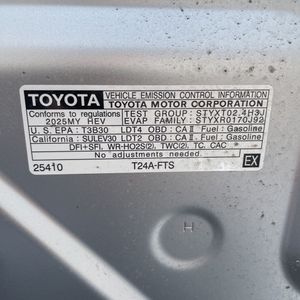 TOYOTA VEHICLE EMISSION CONTROL INFORMATION
TOYOTA MOTOR CORPORATION
Conforms to regulations TEST GROUP: STYXT02.4H3J
2025MY HEV EVAP FAMILY: STYXR0170J92
U.S. EPA: T3B30 LDT4 OBD: CA II Fuel: Gasoline
California: SULEV30 LDT2 OBD: CA II Fuel: Gasoline
DFI+SFI, WR-HO2S(2), TWC(2), TC, CAC
No adjustments needed.
25410 T24A-FTS EX
H